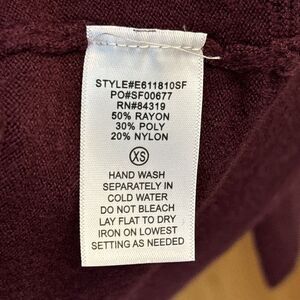 STYLE#E611810SF
PO#SF00677
RN#84319
50% RAYON
30% POLY
20% NYLON
XS
HAND WASH
SEPARATELY IN
COLD WATER
DO NOT BLEACH
LAY FLAT TO DRY
IRON ON LOWEST
SETTING AS NEEDED